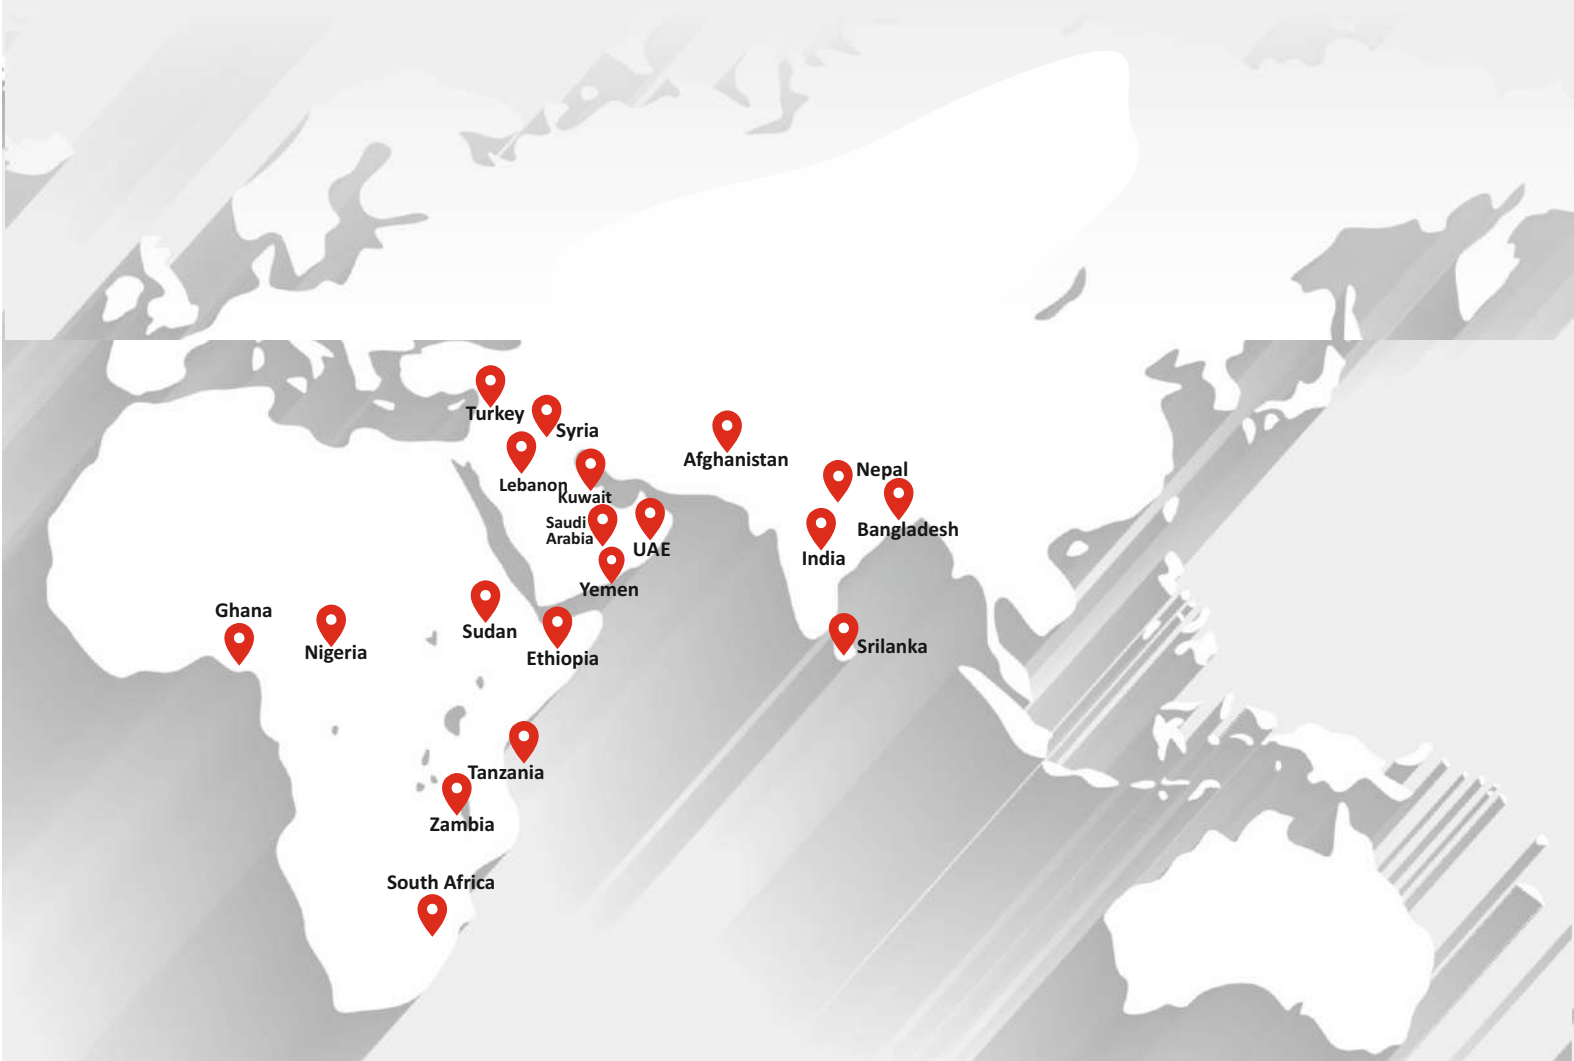 Turkey
Syria
Afghanistan
Nepal
Lebanon
Kuwait
Saudi
Arabia
UAE
Bangladesh
India
Yemen
Ghana
Nigeria
Sudan
Ethiopia
Srilanka
Tanzania
Zambia
South Africa